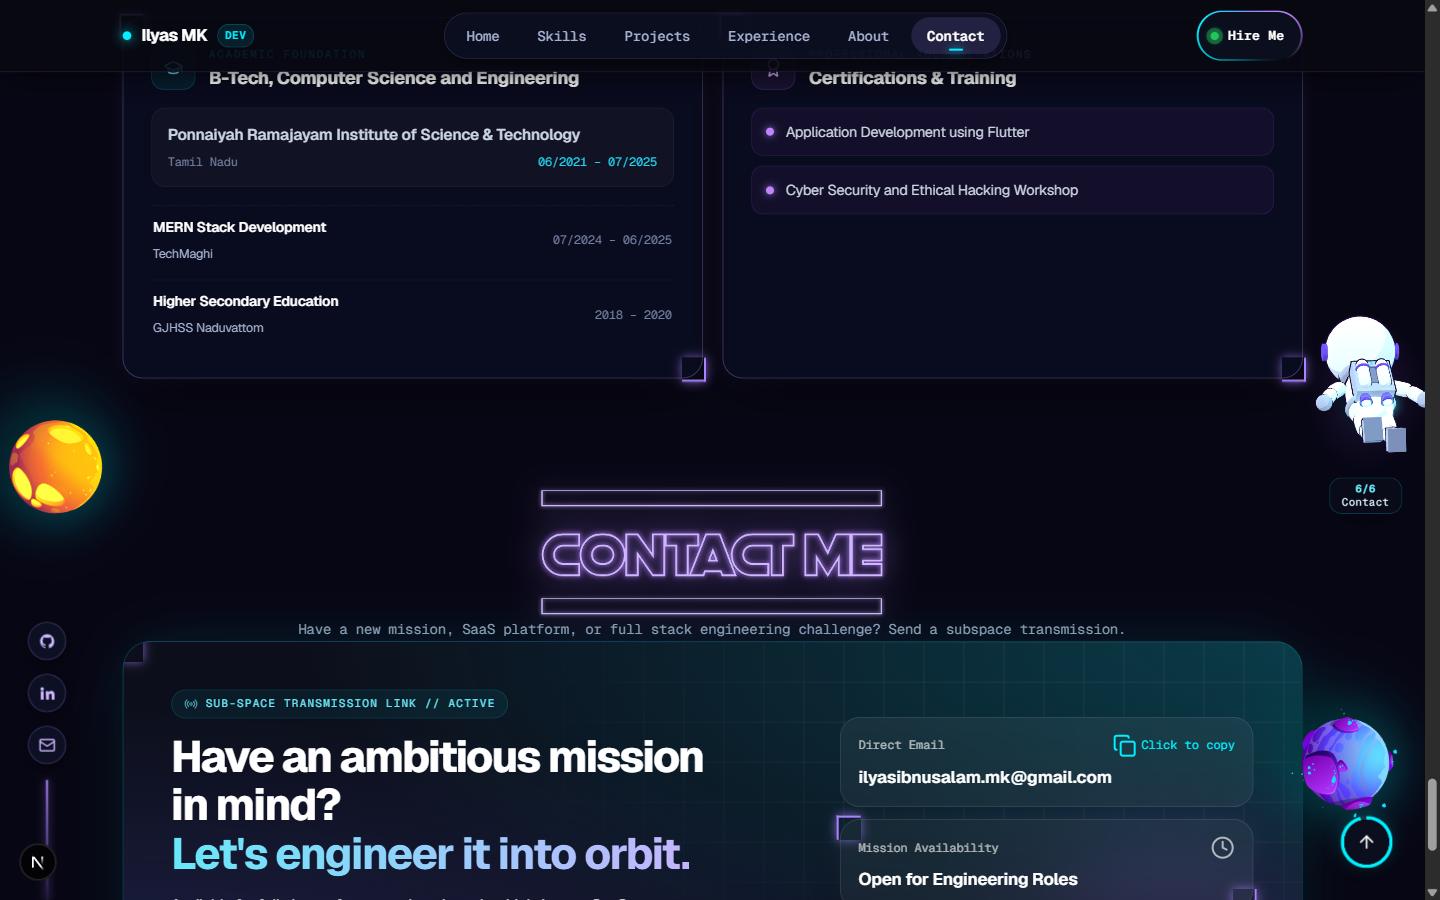 Ilyas MK DEV
Home Skills Projects Experience About Contact
Hire Me
ACADEMIC FOUNDATION
B-Tech, Computer Science and Engineering
Ponnaiyah Ramajayam Institute of Science & Technology
Tamil Nadu 06/2021 – 07/2025
MERN Stack Development
TechMaghi
07/2024 – 06/2025
Higher Secondary Education
GJHSS Naduvattom
2018 – 2020
Certifications & Training
Application Development using Flutter
Cyber Security and Ethical Hacking Workshop
6/6
Contact
CONTACT ME
Have a new mission, SaaS platform, or full stack engineering challenge? Send a subspace transmission.
SUB-SPACE TRANSMISSION LINK // ACTIVE
Have an ambitious mission
in mind?
Let's engineer it into orbit.
Direct Email Click to copy
ilyasibnusalam.mk@gmail.com
Mission Availability
Open for Engineering Roles
in
N